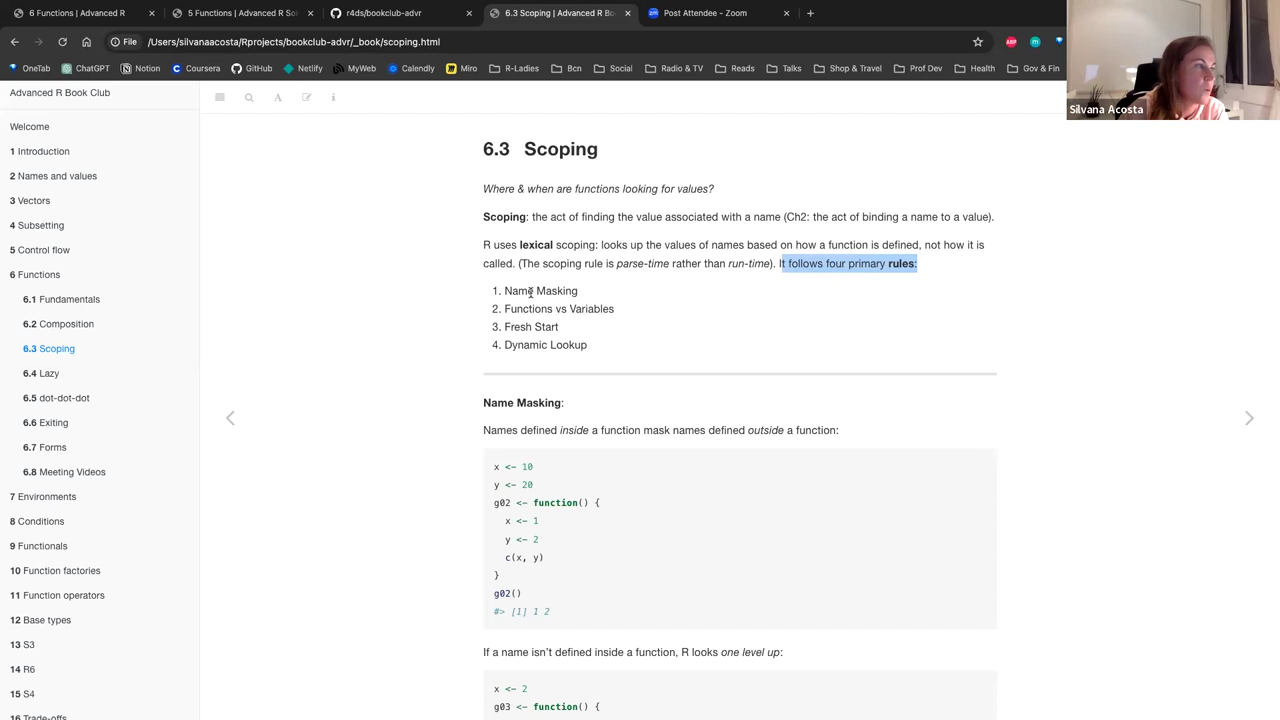 6 Functions | Advanced R
5 Functions | Advanced R Sol
r4ds/bookclub-advr
6.3 Scoping | Advanced R Bo
Post Attendee - Zoom
File
/Users/silvanaacosta/Rprojects/bookclub-advr/_book/scoping.html
ABP
OneTab
ChatGPT
Notion
Coursera
GitHub
Netlify
MyWeb
Calendly
Miro
R-Ladies
Bcn
Social
Radio & TV
Reads
Talks
Shop & Travel
Prof Dev
Health
Gov & Fin
Silvana Acosta
Advanced R Book Club
Welcome
1 Introduction
2 Names and values
3 Vectors
4 Subsetting
5 Control flow
6 Functions
6.1 Fundamentals
6.2 Composition
6.3 Scoping
6.4 Lazy
6.5 dot-dot-dot
6.6 Exiting
6.7 Forms
6.8 Meeting Videos
7 Environments
8 Conditions
9 Functionals
10 Function factories
11 Function operators
12 Base types
13 S3
14 R6
15 S4
16 Trade-offs
6.3 Scoping
Where & when are functions looking for values?
Scoping: the act of finding the value associated with a name (Ch2: the act of binding a name to a value).
R uses lexical scoping: looks up the values of names based on how a function is defined, not how it is
called. (The scoping rule is parse-time rather than run-time). It follows four primary rules:
1. Name Masking
2. Functions vs Variables
3. Fresh Start
4. Dynamic Lookup
Name Masking:
Names defined inside a function mask names defined outside a function:
x <- 10
y <- 20
g02 <- function() {
x <- 1
y <- 2
c(x, y)
}
g02()
#> [1] 1 2
If a name isn't defined inside a function, R looks one level up:
x <- 2
g03 <- function() {